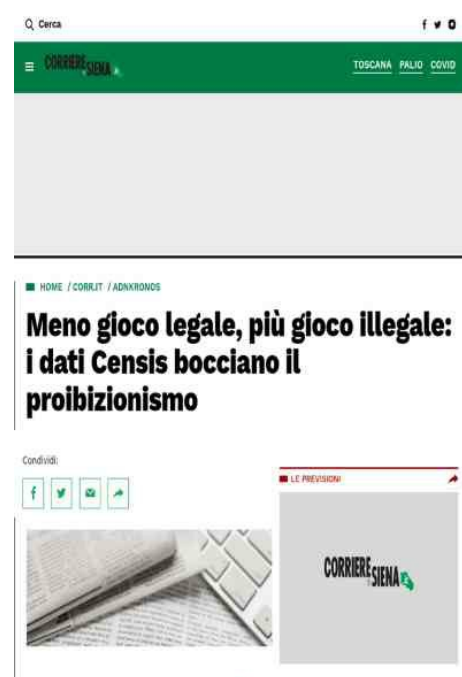 Cerca
CORRIERE SIENA
TOSCANA PALIO COVID
HOME / CORR.IT / ADNKRONOS
Meno gioco legale, più gioco illegale:
i dati Censis bocciano il
proibizionismo
Condividi:
LE PREVISIONI
CORRIERE SIENA